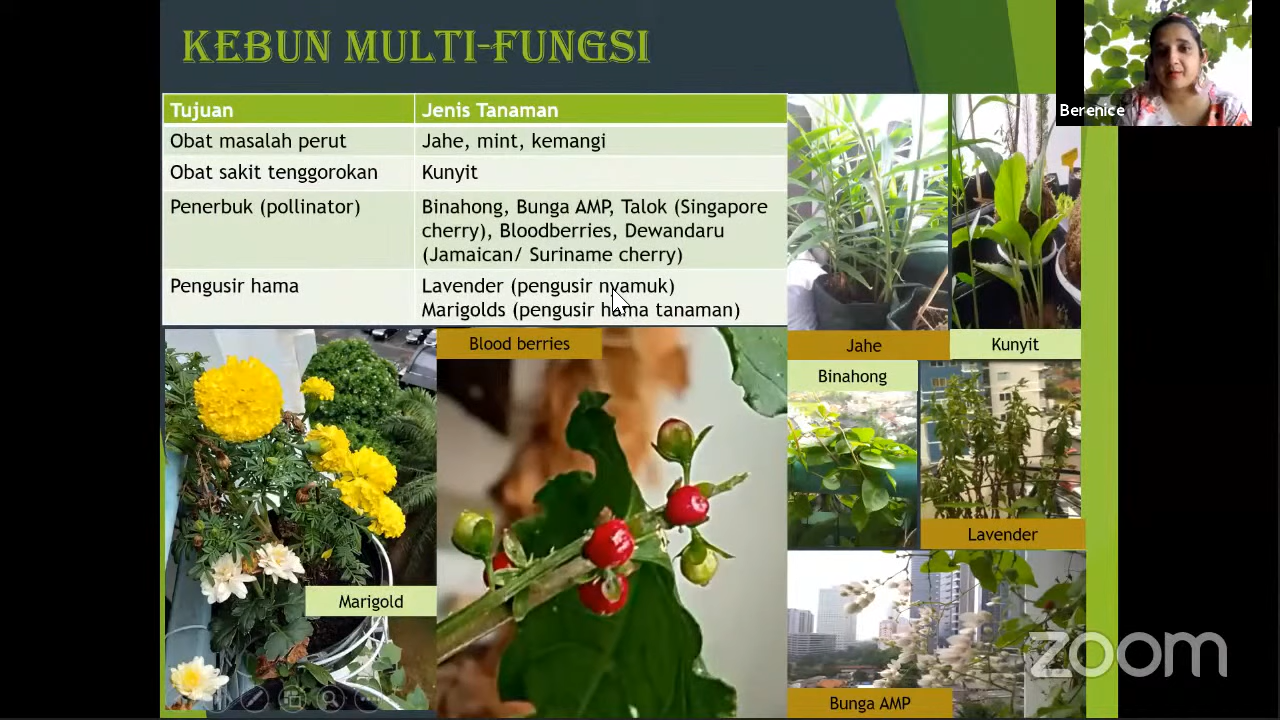 KEBUN MULTI-FUNGSI
Berenice
Tujuan
Jenis Tanaman
Obat masalah perut
Jahe, mint, kemangi
Obat sakit tenggorokan
Kunyit
Penerbuk (pollinator)
Binahong, Bunga AMP, Talok (Singapore
cherry), Bloodberries, Dewandaru
(Jamaican/ Suriname cherry)
Pengusir hama
Lavender (pengusir nyamuk)
Marigolds (pengusir hama tanaman)
Blood berries
Jahe
Kunyit
Binahong
Lavender
Marigold
Bunga AMP
zoom